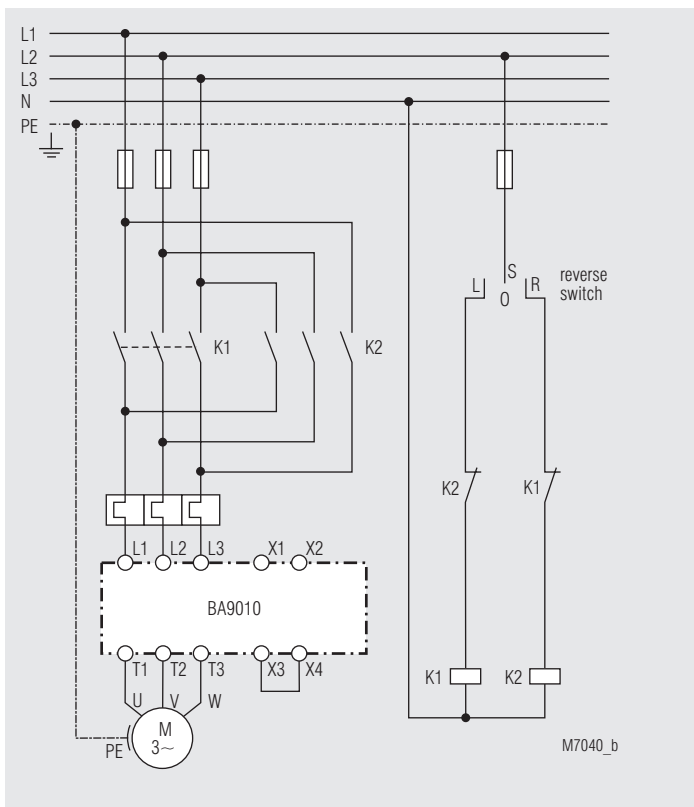 L1
L2
L3
N
PE
L
S
O
R
reverse
switch
K1
K2
K2
K1
L1
L2
L3
X1
X2
BA9010
T1
T2
T3
X3
X4
U
V
W
K1
K2
M
3~
PE
M7040_b